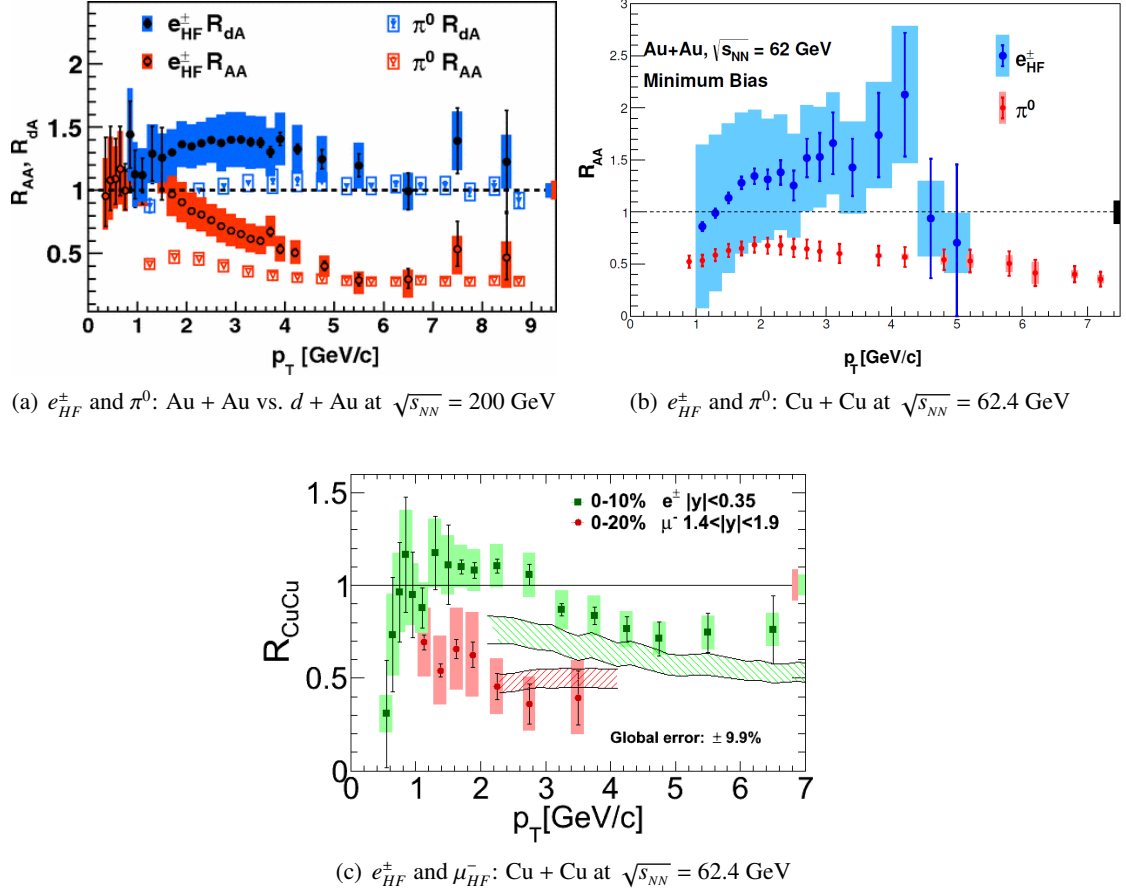 e±HF RdA
π0 RdA
e±HF RAA
π0 RAA
RAA, RdA
2
1.5
1
0.5
0 1 2 3 4 5 6 7 8 9
pT [GeV/c]
(a) e±HF and π0: Au + Au vs. d + Au at √sNN = 200 GeV
Au+Au, √sNN = 62 GeV
Minimum Bias
e±HF
π0
RAA
3
2.5
2
1.5
1
0.5
0
0 1 2 3 4 5 6 7
pT [GeV/c]
(b) e±HF and π0: Cu + Cu at √sNN = 62.4 GeV
0-10% e± |y|<0.35
0-20% μ- 1.4<|y|<1.9
RCuCu
1.5
1
0.5
0
Global error: ± 9.9%
0 1 2 3 4 5 6 7
pT[GeV/c]
(c) e±HF and μ-HF: Cu + Cu at √sNN = 62.4 GeV